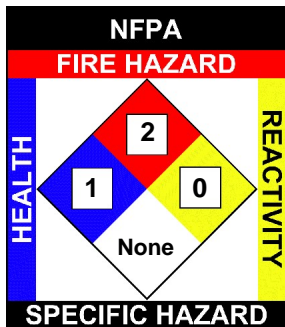 NFPA
FIRE HAZARD
2
HEALTH
1
0
REACTIVITY
None
SPECIFIC HAZARD